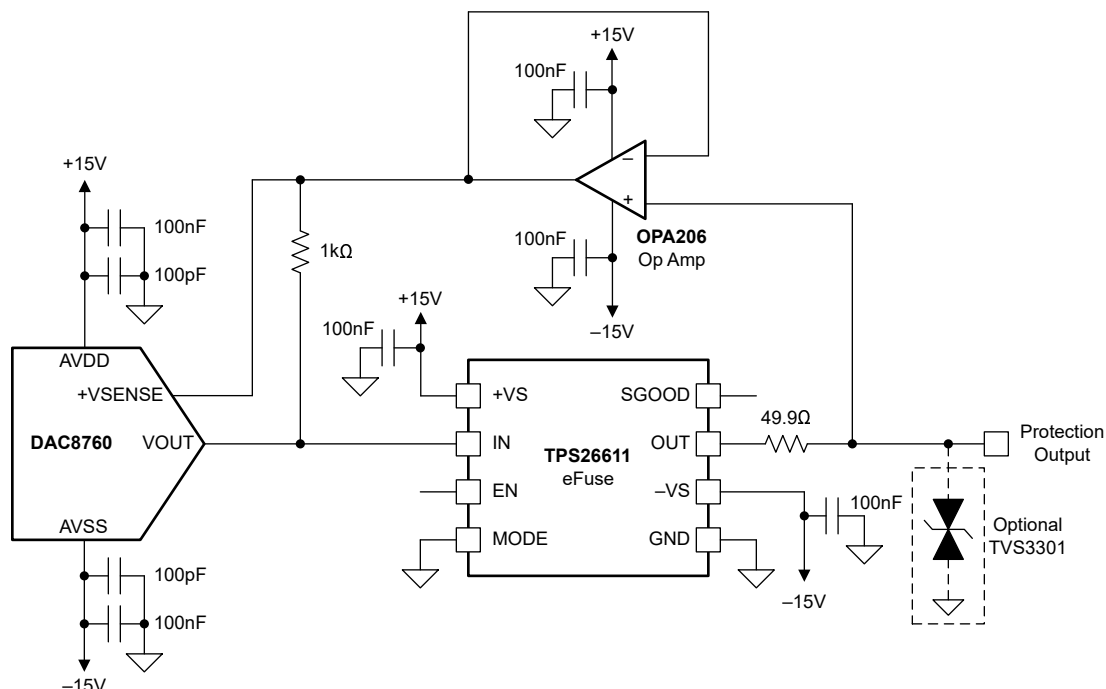 +15V
100nF
+15V
–
+
100nF
1kΩ
100pF
100nF
OPA206
Op Amp
+15V
–15V
100nF
AVDD
+VSENSE
+VS
SGOOD
49.9Ω
DAC8760
VOUT
IN
TPS26611
OUT
Protection
Output
eFuse
EN
–VS
100nF
AVSS
MODE
GND
Optional
TVS3301
100pF
–15V
100nF
–15V